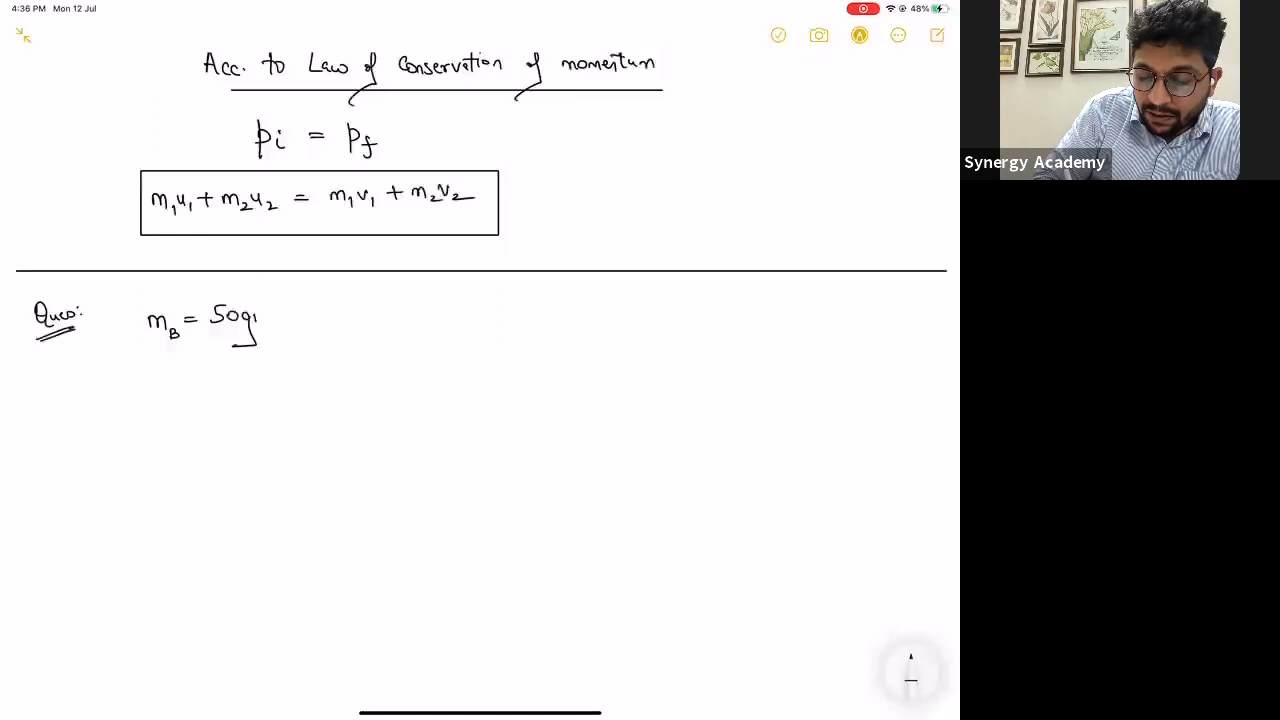 4:36 PM Mon 12 Jul
48%
Acc. to Law of Conservation of momentum
pi = pf
m₁u₁ + m₂u₂ = m₁v₁ + m₂v₂
Synergy Academy
Ques:
m_B = 50g